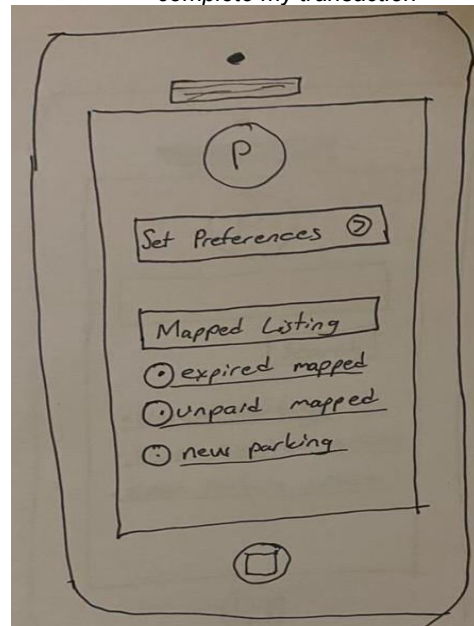 complete my transaction
P
Set Preferences >
Mapped Listing
expired mapped
unpaid mapped
new parking